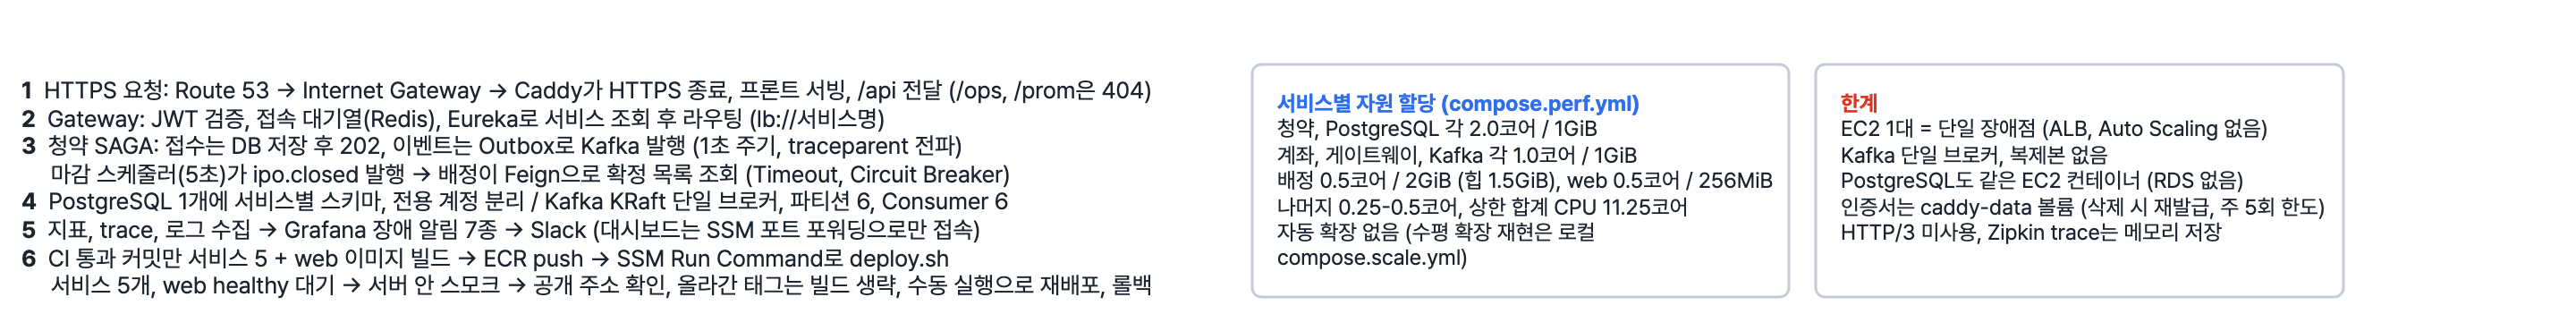 1 HTTPS 요청: Route 53 → Internet Gateway → Caddy가 HTTPS 종료, 프론트 서빙, /api 전달 (/ops, /prom은 404)
2 Gateway: JWT 검증, 접속 대기열(Redis), Eureka로 서비스 조회 후 라우팅 (lb://서비스명)
3 청약 SAGA: 접수는 DB 저장 후 202, 이벤트는 Outbox로 Kafka 발행 (1초 주기, traceparent 전파)
마감 스케줄러(5초)가 ipo.closed 발행 → 배정이 Feign으로 확정 목록 조회 (Timeout, Circuit Breaker)
4 PostgreSQL 1개에 서비스별 스키마, 전용 계정 분리 / Kafka KRaft 단일 브로커, 파티션 6, Consumer 6
5 지표, trace, 로그 수집 → Grafana 장애 알림 7종 → Slack (대시보드는 SSM 포트 포워딩으로만 접속)
6 CI 통과 커밋만 서비스 5 + web 이미지 빌드 → ECR push → SSM Run Command로 deploy.sh
서비스 5개, web healthy 대기 → 서버 안 스모크 → 공개 주소 확인, 올라간 태그는 빌드 생략, 수동 실행으로 재배포, 롤백
서비스별 자원 할당 (compose.perf.yml)
청약, PostgreSQL 각 2.0코어 / 1GiB
계좌, 게이트웨이, Kafka 각 1.0코어 / 1GiB
배정 0.5코어 / 2GiB (힙 1.5GiB), web 0.5코어 / 256MiB
나머지 0.25-0.5코어, 상한 합계 CPU 11.25코어
자동 확장 없음 (수평 확장 재현은 로컬
compose.scale.yml)
한계
EC2 1대 = 단일 장애점 (ALB, Auto Scaling 없음)
Kafka 단일 브로커, 복제본 없음
PostgreSQL도 같은 EC2 컨테이너 (RDS 없음)
인증서는 caddy-data 볼륨 (삭제 시 재발급, 주 5회 한도)
HTTP/3 미사용, Zipkin trace는 메모리 저장